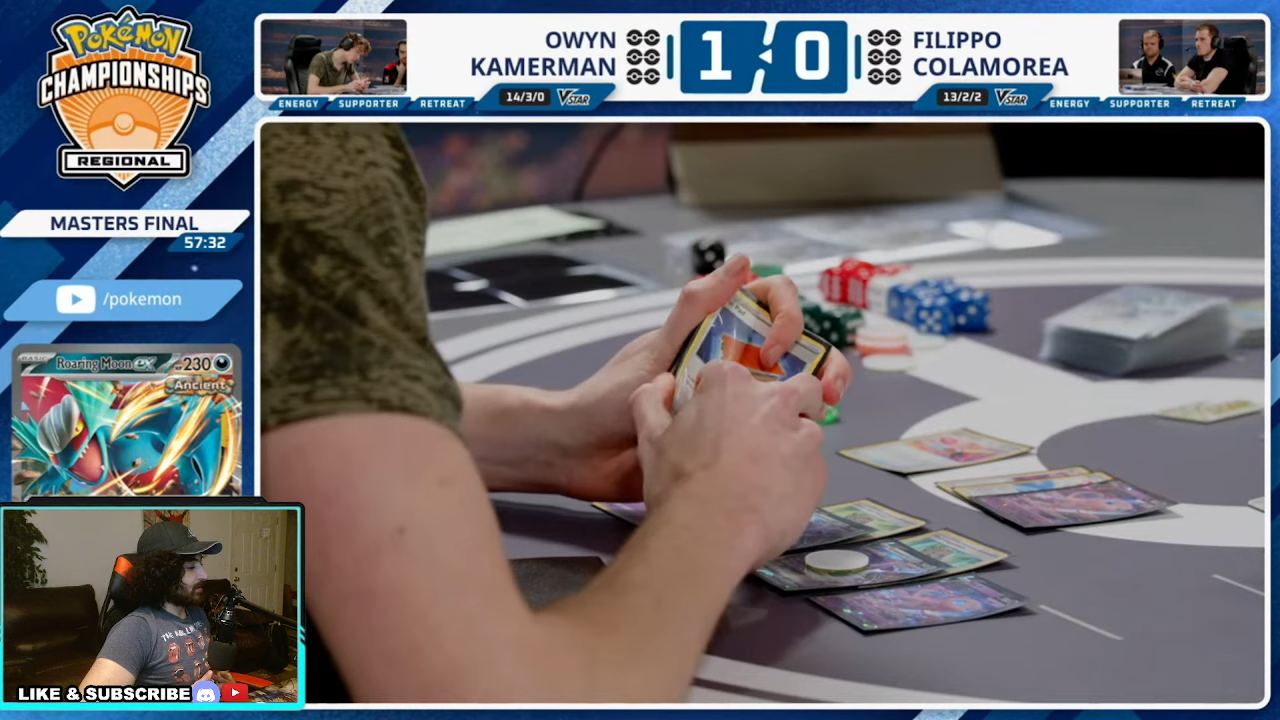 Pokémon
CHAMPIONSHIPS
REGIONAL
OWYN
KAMERMAN
1
0
FILIPPO
COLAMOREA
ENERGY
SUPPORTER
RETREAT
14/3/0
VSTAR
13/2/2
VSTAR
ENERGY
SUPPORTER
RETREAT
MASTERS FINAL
57:32
/pokemon
BASIC
Roaring Moon ex
230
Ancient
LIKE & SUBSCRIBE